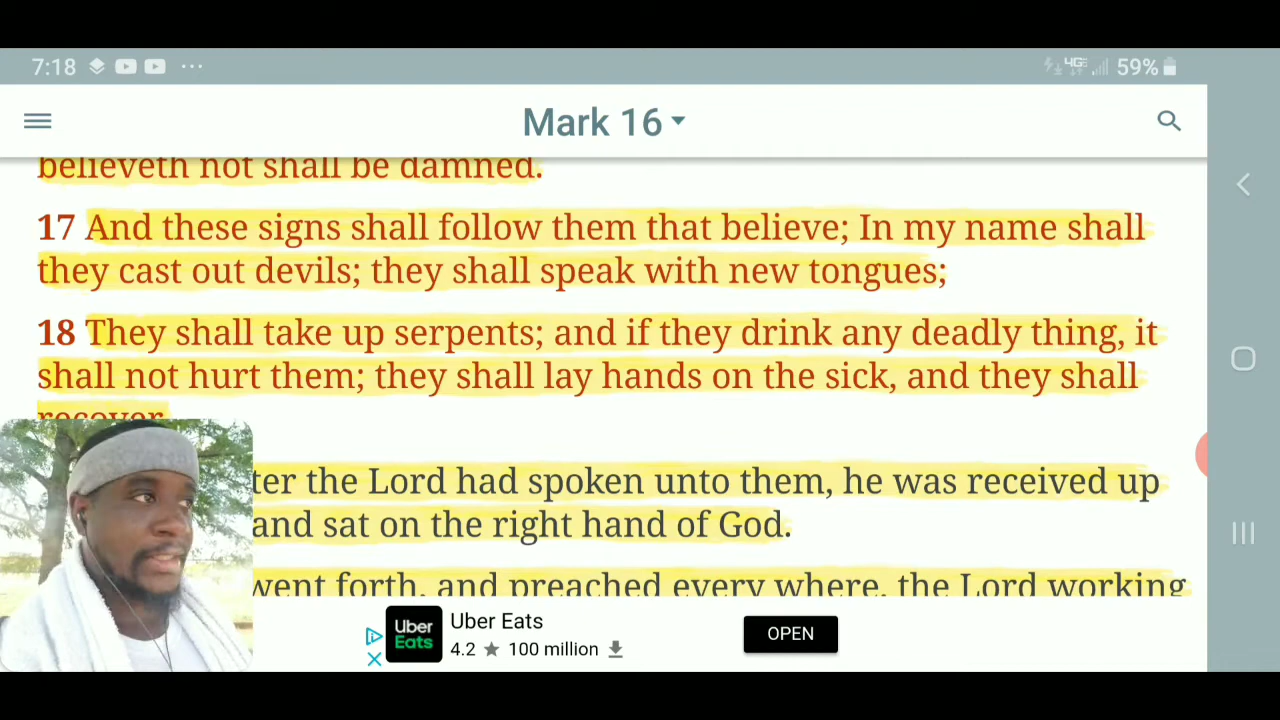 7:18 ... 4GE 59%
Mark 16
believeth not shall be damned.
17 And these signs shall follow them that believe; In my name shall
they cast out devils; they shall speak with new tongues;
18 They shall take up serpents; and if they drink any deadly thing, it
shall not hurt them; they shall lay hands on the sick, and they shall
recover
ter the Lord had spoken unto them, he was received up
and sat on the right hand of God.
went forth, and preached every where, the Lord working
Uber Eats
Uber Eats
4.2 ★ 100 million
OPEN